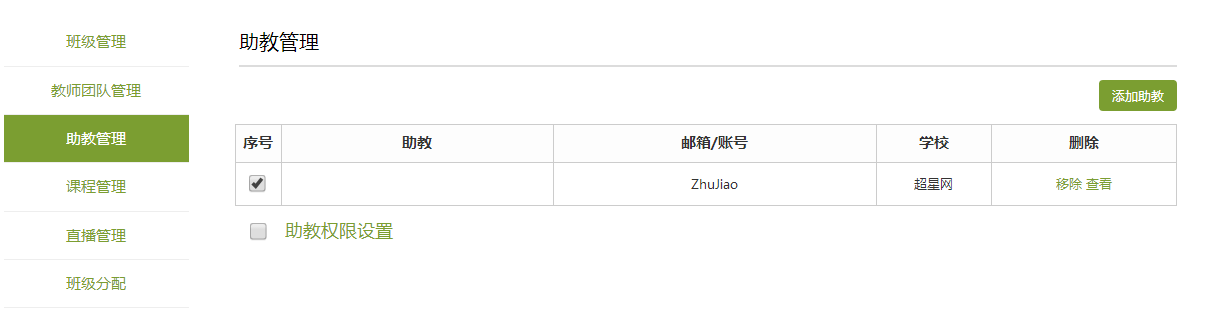 班级管理
教师团队管理
助教管理
课程管理
直播管理
班级分配
助教管理
添加助教
序号 助教 邮箱/账号 学校 删除
ZhuJiao 超星网 移除 查看
助教权限设置